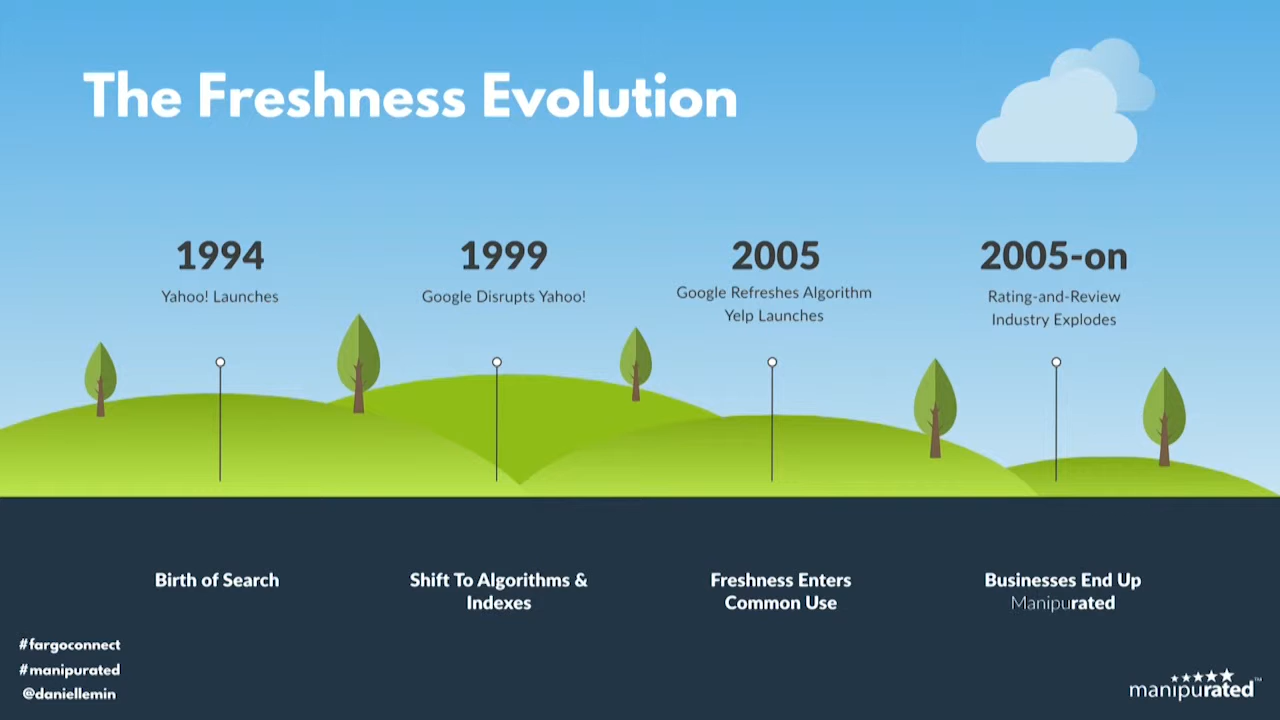 The Freshness Evolution
1994
Yahoo! Launches
1999
Google Disrupts Yahoo!
2005
Google Refreshes Algorithm
Yelp Launches
2005-on
Rating-and-Review
Industry Explodes
Birth of Search
Shift To Algorithms &
Indexes
Freshness Enters
Common Use
Businesses End Up
Manipurated
#fargoconnect
#manipurated
@daniellemin
manipurated™